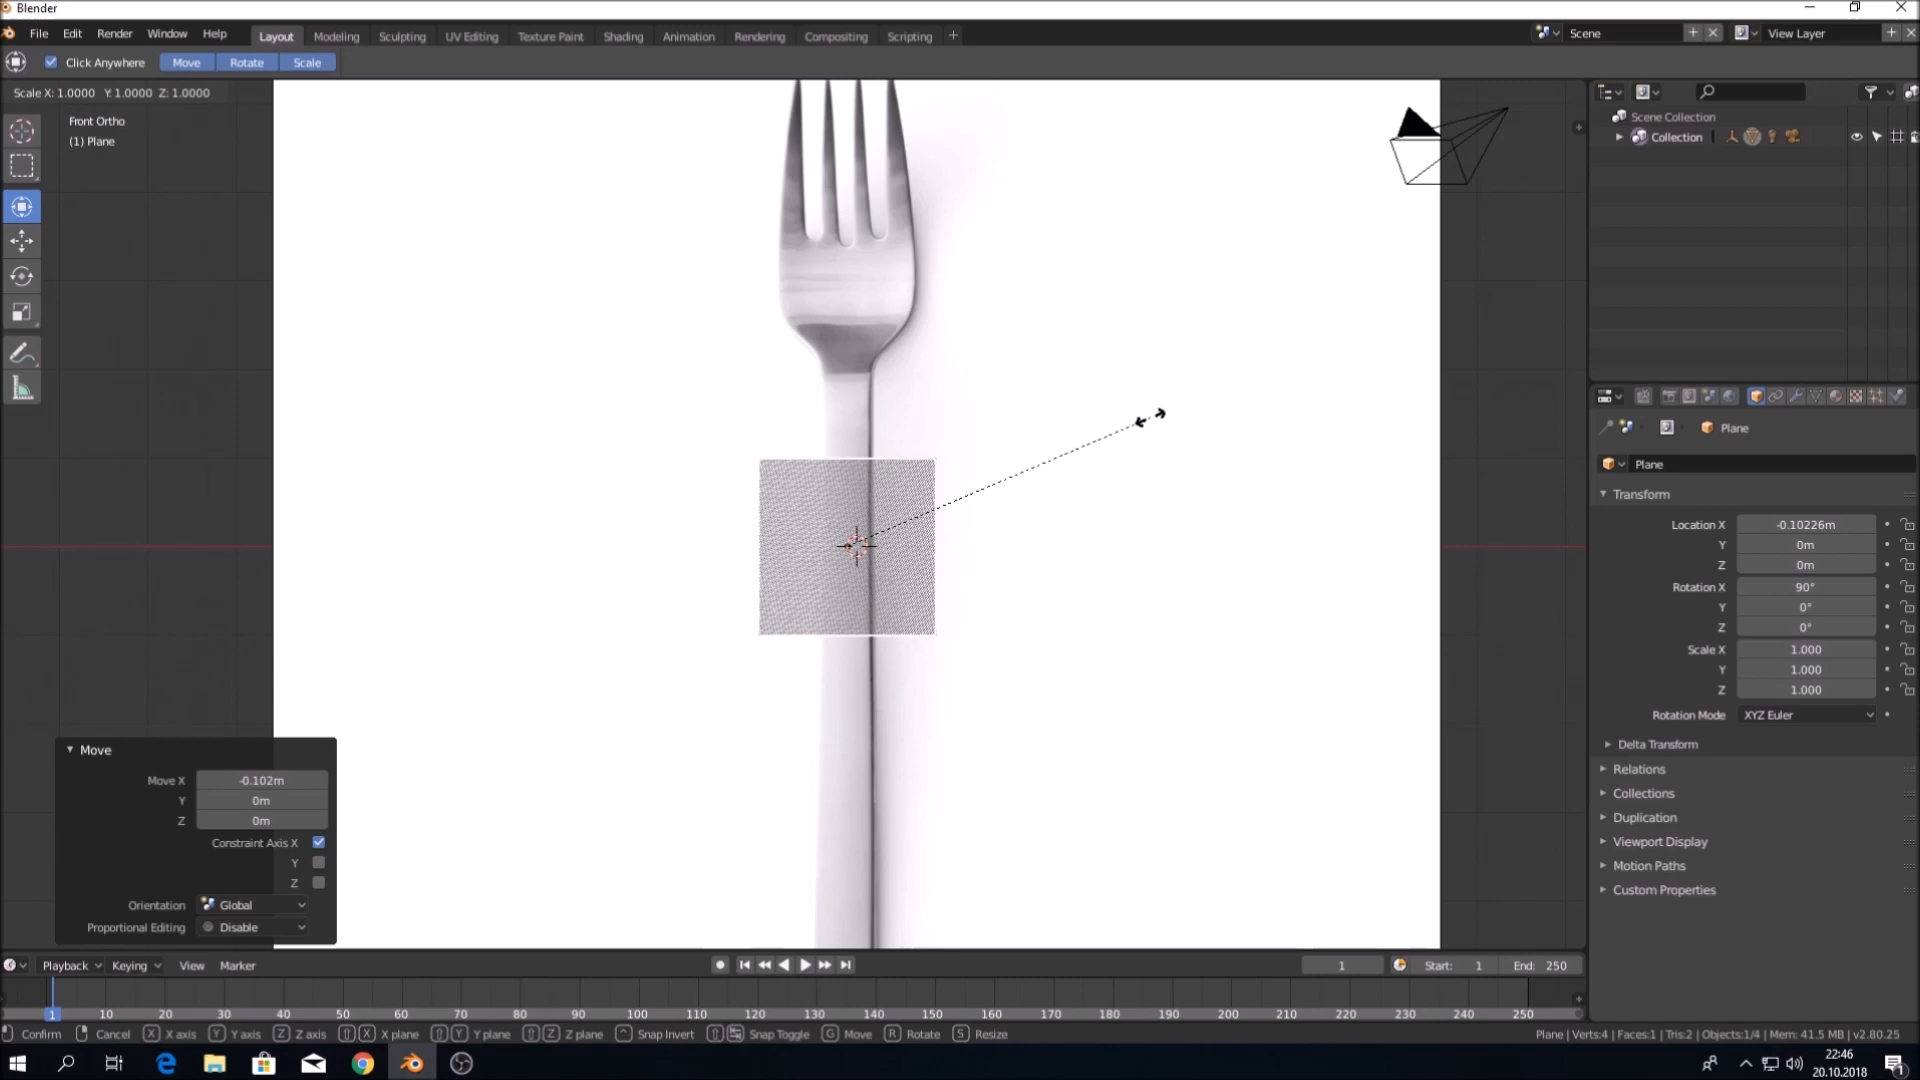 Blender
File Edit Render Window Help Layout Modeling Sculpting UV Editing Texture Paint Shading Animation Rendering Compositing Scripting + Scene View Layer
Click Anywhere Move Rotate Scale
Scale X: 1.0000 Y: 1.0000 Z: 1.0000
Front Ortho
(1) Plane
Scene Collection
Collection
Plane
Plane
Transform
Location X -0.10226m
Y 0m
Z 0m
Rotation X 90°
Y 0°
Z 0°
Scale X 1.000
Y 1.000
Z 1.000
Rotation Mode XYZ Euler
Delta Transform
Relations
Collections
Duplication
Viewport Display
Motion Paths
Custom Properties
Move
Move X -0.102m
Y 0m
Z 0m
Constraint Axis X
Y
Z
Orientation Global
Proportional Editing Disable
Playback Keying View Marker 1 Start: 1 End: 250
1 10 20 30 40 50 60 70 80 90 100 110 120 130 140 150 160 170 180 190 200 210 220 230 240 250
Confirm Cancel X X axis Y Y axis Z Z axis X X plane Y Y plane Z Z plane Snap Invert Snap Toggle G Move R Rotate S Resize Plane | Verts:4 | Faces:1 | Tris:2 | Objects:1/4 | Mem: 41.5 MB | v2.80.25
22:46
20.10.2018
1